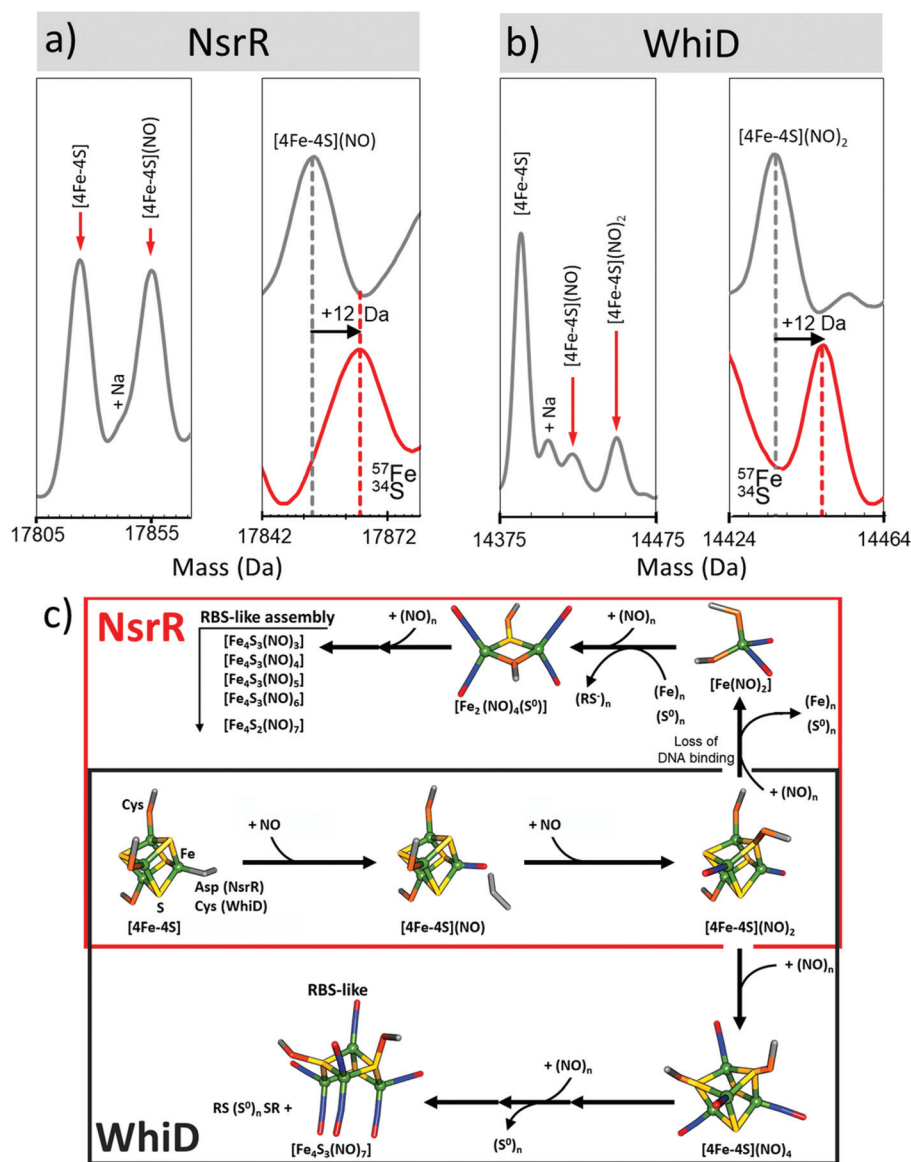 a) NsrR
[4Fe-4S]
+ Na
[4Fe-4S](NO)
17805 17855
[4Fe-4S](NO)
+12 Da
57Fe
34S
17842 17872
Mass (Da)
b) WhiD
[4Fe-4S]
+ Na
[4Fe-4S](NO)
[4Fe-4S](NO)2
14375 14475
[4Fe-4S](NO)2
+12 Da
57Fe
34S
14424 14464
Mass (Da)
c)
NsrR
RBS-like assembly
[Fe4S3(NO)3]
[Fe4S3(NO)4]
[Fe4S3(NO)5]
[Fe4S3(NO)6]
[Fe4S2(NO)7]
+ (NO)n
[Fe2 (NO)4(S0)]
+ (NO)n
(RS-)n
(Fe)n
(S0)n
[Fe(NO)2]
(Fe)n
(S0)n
Loss of
DNA binding
+ (NO)n
Cys
Fe
Asp (NsrR)
Cys (WhiD)
S
[4Fe-4S]
+ NO
[4Fe-4S](NO)
+ NO
[4Fe-4S](NO)2
+ (NO)n
RBS-like
RS (S0)n SR +
[Fe4S3(NO)7]
+ (NO)n
(S0)n
[4Fe-4S](NO)4
WhiD